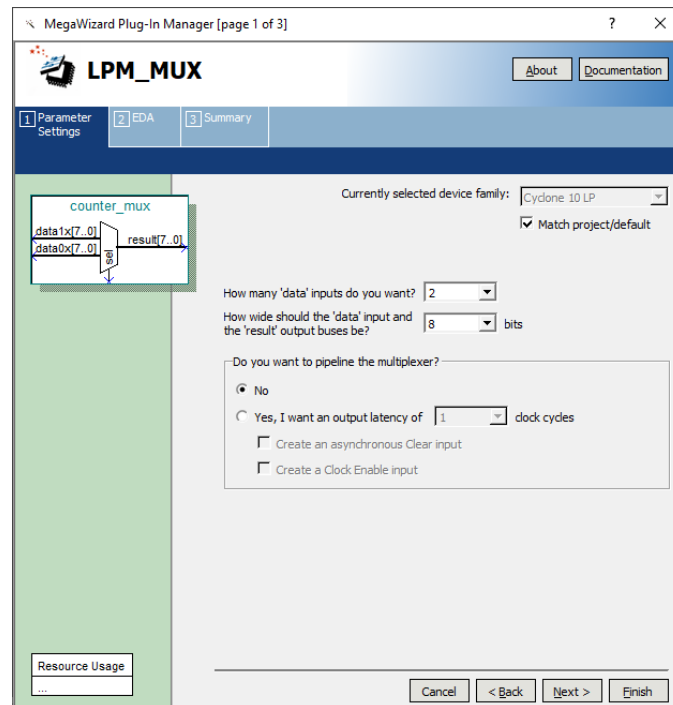 MegaWizard Plug-In Manager [page 1 of 3]
? ×
LPM_MUX
About
Documentation
1 Parameter
Settings
2 EDA
3 Summary
counter_mux
data1x[7..0]
data0x[7..0]
sel
result[7..0]
Currently selected device family:
Cyclone 10 LP
Match project/default
How many 'data' inputs do you want?
2
How wide should the 'data' input and
the 'result' output buses be?
8
bits
Do you want to pipeline the multiplexer?
No
Yes, I want an output latency of
1
clock cycles
Create an asynchronous Clear input
Create a Clock Enable input
Resource Usage
...
Cancel
< Back
Next >
Finish